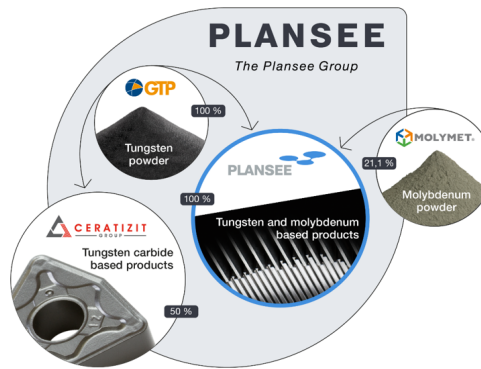 PLANSEE
The Plansee Group
GTP
100 %
Tungsten
powder
MOLYMET®
21,1 %
Molybdenum
powder
PLANSEE
100 %
Tungsten and molybdenum
based products
CERATIZIT
GROUP
Tungsten carbide
based products
50 %